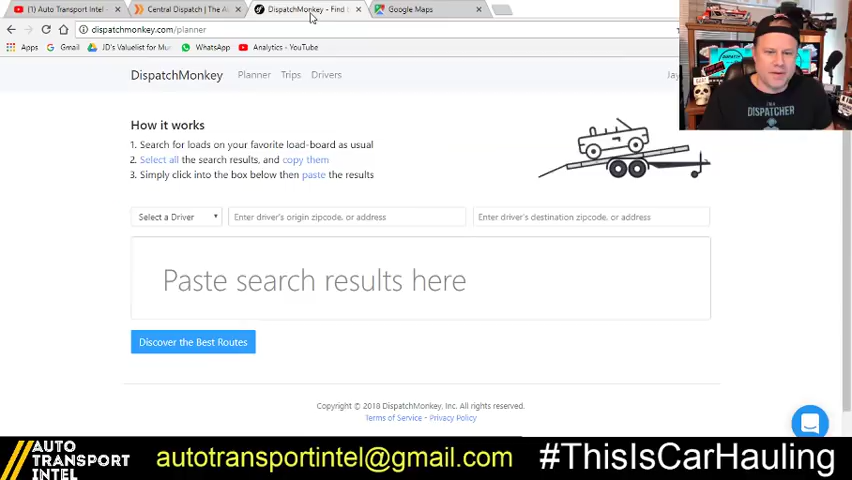 (1) Auto Transport Intel -
Central Dispatch | The A
DispatchMonkey - Find
Google Maps
dispatchmonkey.com/planner
Apps
Gmail
JD's Valuelist for Must
WhatsApp
Analytics - YouTube
DispatchMonkey Planner Trips Drivers Jay
How it works
1. Search for loads on your favorite load-board as usual
2. Select all the search results, and copy them
3. Simply click into the box below then paste the results
Select a Driver
Enter driver's origin zipcode, or address
Enter driver's destination zipcode, or address
Paste search results here
Discover the Best Routes
Copyright © 2018 DispatchMonkey, Inc. All rights reserved.
Terms of Service - Privacy Policy
I'M A
DISPATCHER
AUTO
TRANSPORT
INTEL
autotransportintel@gmail.com
#ThisIsCarHauling